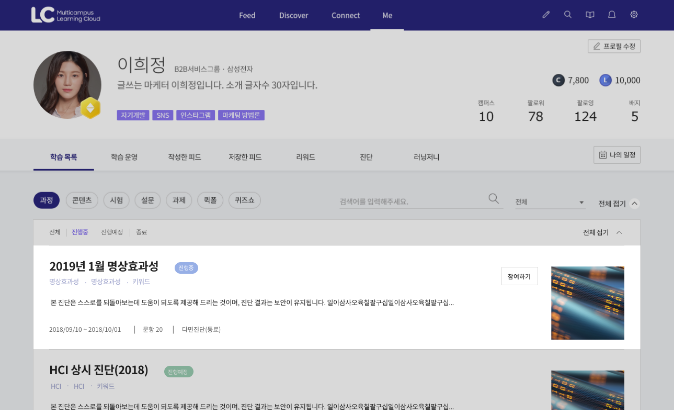 LC Multicampus Learning Cloud
Feed Discover Connect Me
프로필 수정
이희정 B2B서비스그룹 · 삼성전자
글쓰는 마케터 이희정입니다. 소개 글자수 30자입니다.
C 7,800 E 10,000
자기계발 SNS 인스타그램 마케팅 방법론
캠퍼스 팔로워 팔로잉 배지
10 78 124 5
학습 목록 학습 운영 작성한 피드 저장한 피드 리워드 진단 러닝저니
나의 일정
과정 콘텐츠 시험 설문 과제 픽폴 퀴즈쇼
검색어를 입력해주세요. 전체 전체 접기
전체 진행중 진행예정 종료 전체 접기
2019년 1월 명상효과성 진행중
명상효과성 · 명상효과성 · 키워드
참여하기
본 진단은 스스로를 되돌아보는데 도움이 되도록 제공해 드리는 것이며, 진단 결과는 보안이 유지됩니다. 일이삼사오육칠팔구십일이삼사오육칠팔구십...
2018/09/10 ~ 2018/10/01 | 문항 20 | 다면진단(동료)
HCI 상시 진단(2018)
HCI · HCI · 키워드
본 진단은 스스로를 되돌아보는데 도움이 되도록 제공해 드리는 것이며, 진단 결과는 보안이 유지됩니다. 일이삼사오육칠팔구십일이삼사오육칠팔구십...